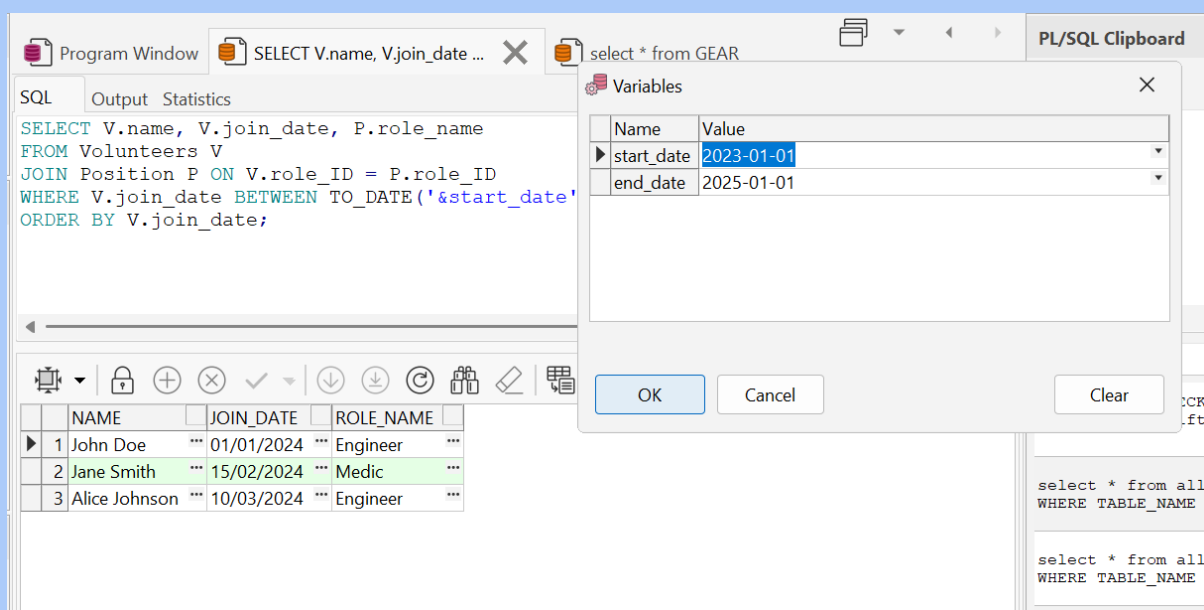 Program Window
SELECT V.name, V.join_date ...
select * from GEAR
PL/SQL Clipboard
SQL
Output
Statistics
SELECT V.name, V.join_date, P.role_name
FROM Volunteers V
JOIN Position P ON V.role_ID = P.role_ID
WHERE V.join_date BETWEEN TO_DATE('&start_date'
ORDER BY V.join_date;
Variables
Name Value
start_date 2023-01-01
end_date 2025-01-01
OK
Cancel
Clear
NAME JOIN_DATE ROLE_NAME
1 John Doe ... 01/01/2024 ... Engineer ...
2 Jane Smith ... 15/02/2024 ... Medic ...
3 Alice Johnson ... 10/03/2024 ... Engineer ...
select * from all
WHERE TABLE_NAME
select * from all
WHERE TABLE_NAME